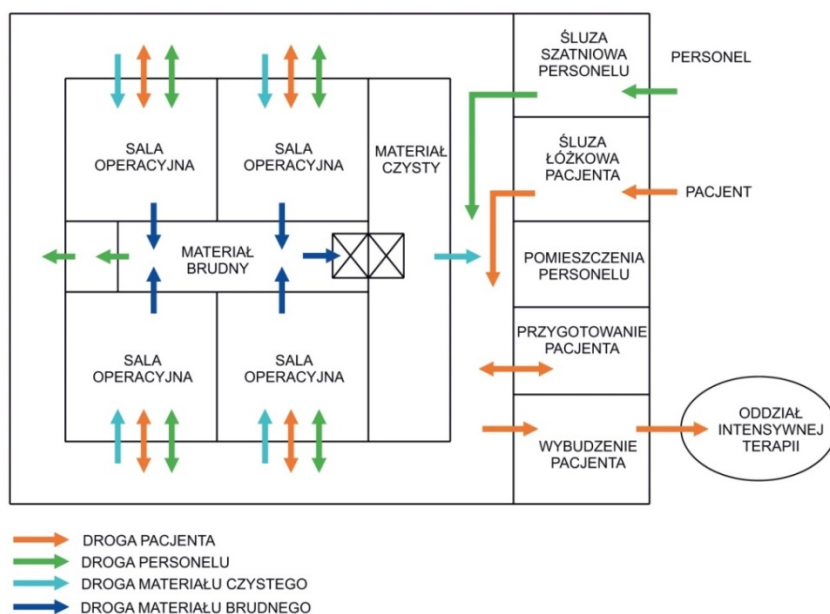 ŚLUZA
SZATNIOWA
PERSONELU
PERSONEL
SALA
OPERACYJNA
SALA
OPERACYJNA
MATERIAŁ
CZYSTY
ŚLUZA
ŁÓŻKOWA
PACJENTA
PACJENT
MATERIAŁ
BRUDNY
POMIESZCZENIA
PERSONELU
SALA
OPERACYJNA
SALA
OPERACYJNA
PRZYGOTOWANIE
PACJENTA
WYBUDZENIE
PACJENTA
ODDZIAŁ
INTENSYWNEJ
TERAPII
DROGA PACJENTA
DROGA PERSONELU
DROGA MATERIAŁU CZYSTEGO
DROGA MATERIAŁU BRUDNEGO